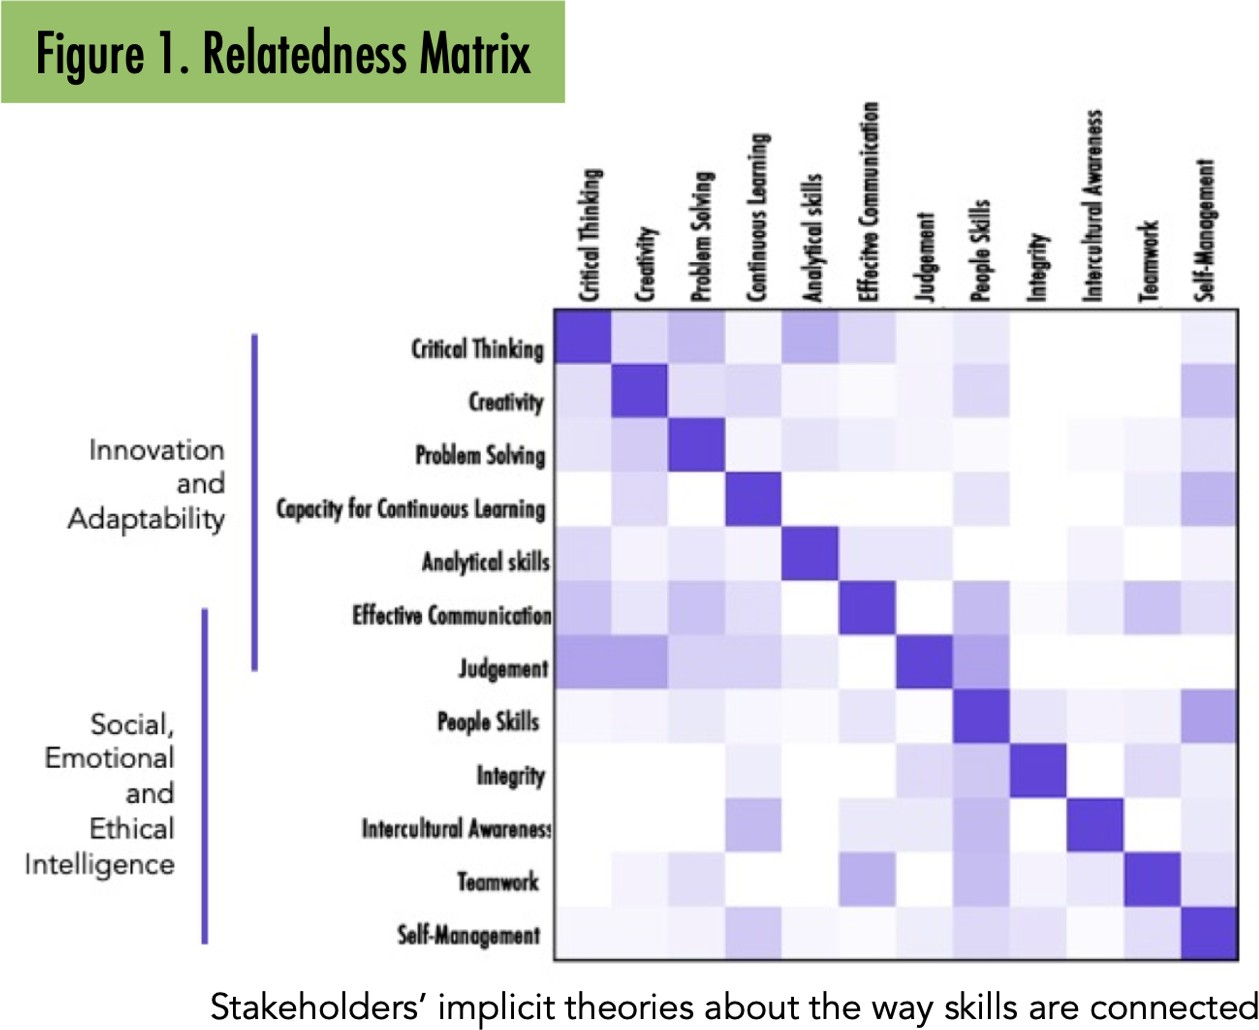 Figure 1. Relatedness Matrix
Critical Thinking
Creativity
Problem Solving
Continuous Learning
Analytical skills
Effecitve Communication
Judgement
People Skills
Integrity
Intercultural Awareness
Teamwork
Self-Management
Innovation
and
Adaptability
Social,
Emotional
and
Ethical
Intelligence
Critical Thinking
Creativity
Problem Solving
Capacity for Continuous Learning
Analytical skills
Effective Communication
Judgement
People Skills
Integrity
Intercultural Awareness
Teamwork
Self-Management
Stakeholders’ implicit theories about the way skills are connected